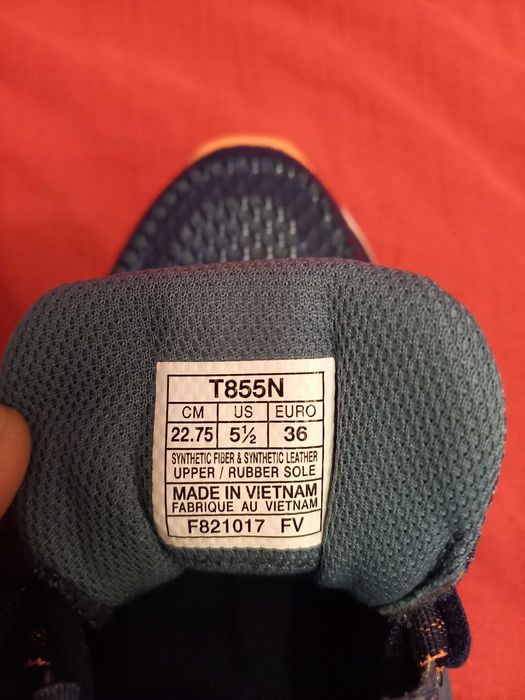 T855N
CM US EURO
22.75 5½ 36
SYNTHETIC FIBER & SYNTHETIC LEATHER
UPPER / RUBBER SOLE
MADE IN VIETNAM
FABRIQUE AU VIETNAM
F821017 FV